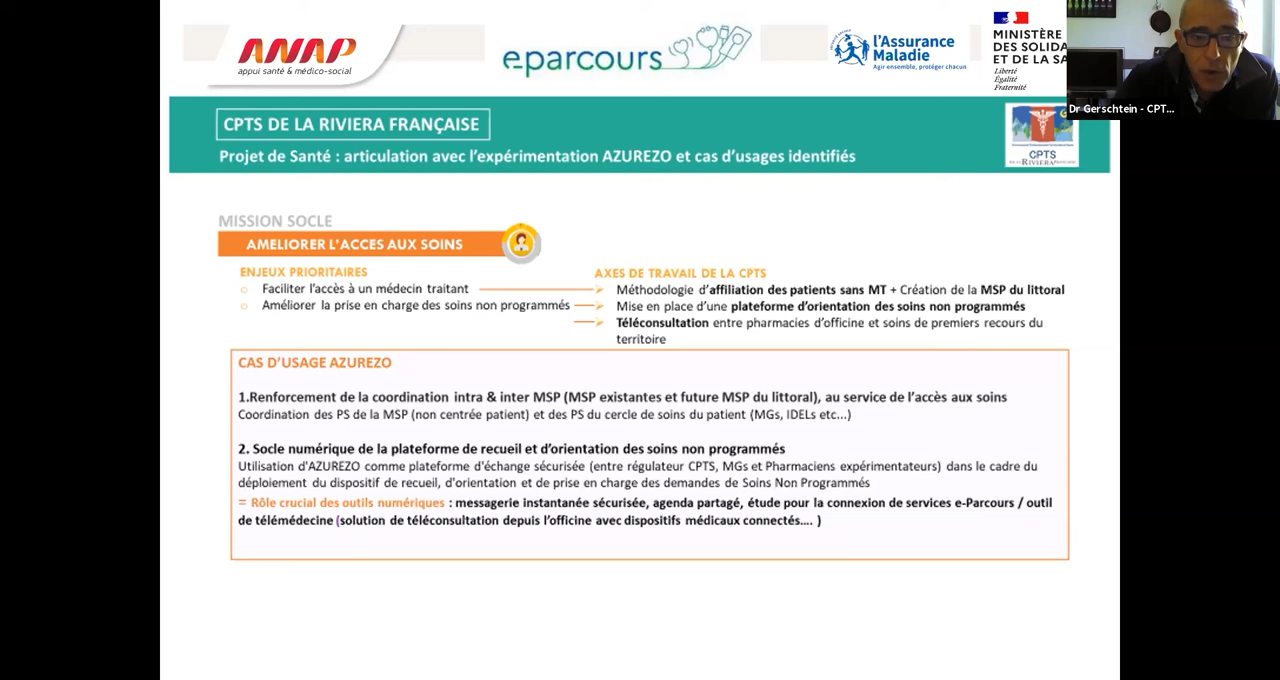 ANAP
appui santé & médico-social
eparcours
l'Assurance
Maladie
Agir ensemble, protéger chacun
MINISTÈRE
DES SOLIDA
ET DE LA SA
Liberté
Égalité
Fraternité
Dr Gerschtein - CPT...
CPTS DE LA RIVIERA FRANÇAISE
Projet de Santé : articulation avec l'expérimentation AZUREZO et cas d'usages identifiés
CPTS
MISSION SOCLE
AMELIORER L'ACCES AUX SOINS
ENJEUX PRIORITAIRES
o Faciliter l'accès à un médecin traitant
o Améliorer la prise en charge des soins non programmés
AXES DE TRAVAIL DE LA CPTS
Méthodologie d'affiliation des patients sans MT + Création de la MSP du littoral
Mise en place d'une plateforme d'orientation des soins non programmés
Téléconsultation entre pharmacies d'officine et soins de premiers recours du
territoire
CAS D'USAGE AZUREZO
1.Renforcement de la coordination intra & inter MSP (MSP existantes et future MSP du littoral), au service de l'accès aux soins
Coordination des PS de la MSP (non centrée patient) et des PS du cercle de soins du patient (MGs, IDELs etc...)
2. Socle numérique de la plateforme de recueil et d'orientation des soins non programmés
Utilisation d'AZUREZO comme plateforme d'échange sécurisée (entre régulateur CPTS, MGs et Pharmaciens expérimentateurs) dans le cadre du
déploiement du dispositif de recueil, d'orientation et de prise en charge des demandes de Soins Non Programmés
= Rôle crucial des outils numériques : messagerie instantanée sécurisée, agenda partagé, étude pour la connexion de services e-Parcours / outil
de télémédecine (solution de téléconsultation depuis l'officine avec dispositifs médicaux connectés.... )